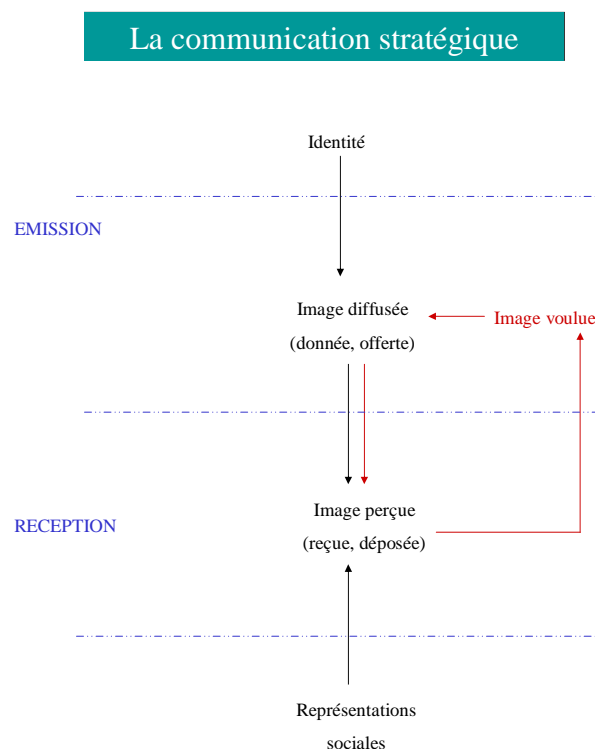 La communication stratégique
Identité
EMISSION
Image diffusée
(donnée, offerte)
Image voulue
RECEPTION
Image perçue
(reçue, déposée)
Représentations
sociales